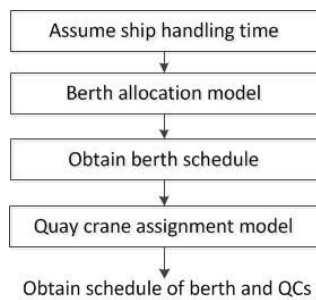 Assume ship handling time
Berth allocation model
Obtain berth schedule
Quay crane assignment model
Obtain schedule of berth and QCs